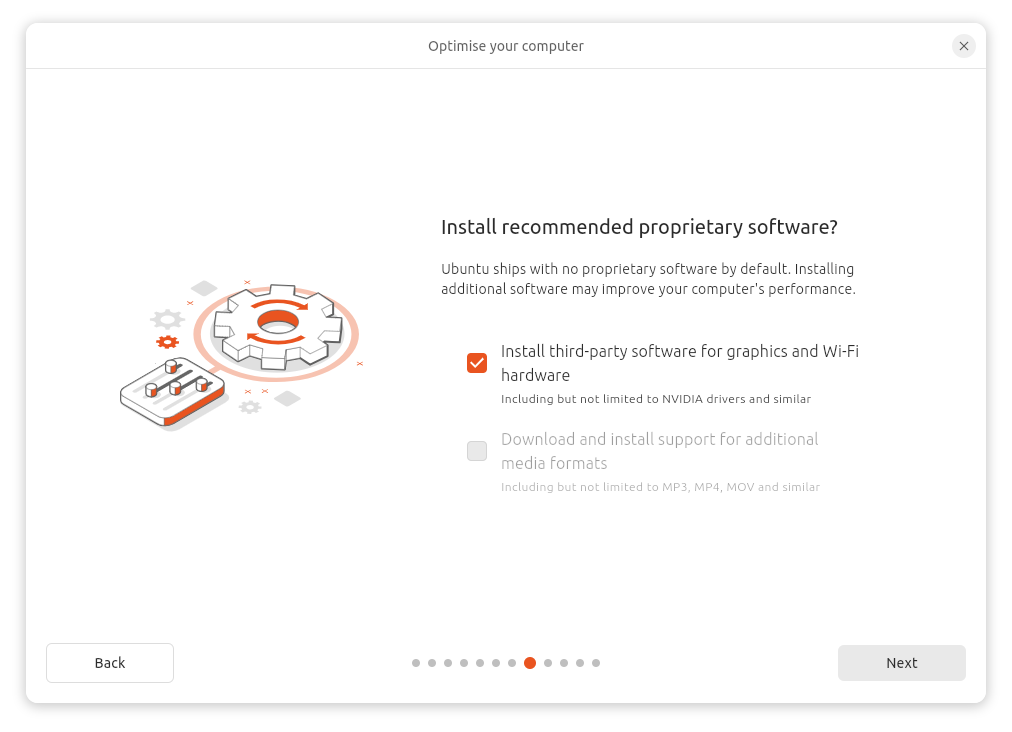 Optimise your computer
Install recommended proprietary software?
Ubuntu ships with no proprietary software by default. Installing
additional software may improve your computer's performance.
Install third-party software for graphics and Wi-Fi
hardware
Including but not limited to NVIDIA drivers and similar
Download and install support for additional
media formats
Including but not limited to MP3, MP4, MOV and similar
Back
Next